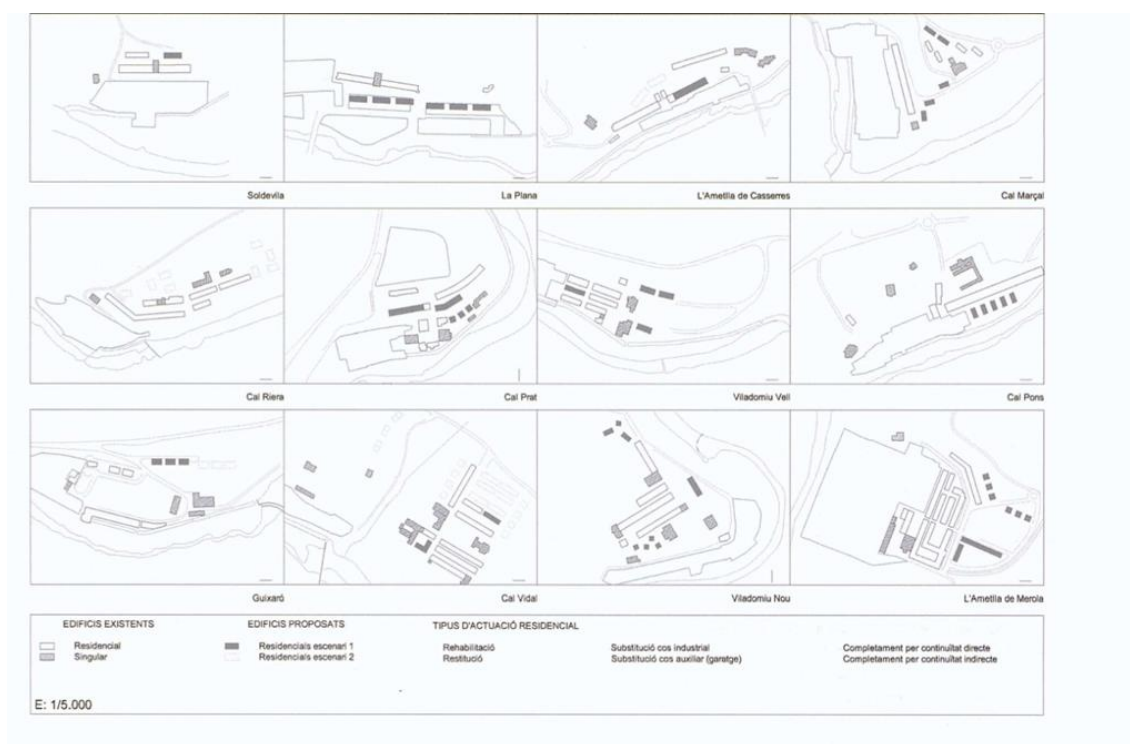 Soldevila
La Plana
L'Ametlla de Casserres
Cal Marçal
Cal Riera
Cal Prat
Viladomiu Vell
Cal Pons
Guixaró
Cal Vidal
Viladomiu Nou
L'Ametlla de Merola
EDIFICIS EXISTENTS
Residencial
Singular
EDIFICIS PROPOSATS
Residencials escenari 1
Residencials escenari 2
TIPUS D'ACTUACIÓ RESIDENCIAL
Rehabilitació
Restitució
Substitució cos industrial
Substitució cos auxiliar (garatge)
Completament per continuïtat directe
Completament per continuïtat indirecte
E: 1/5.000